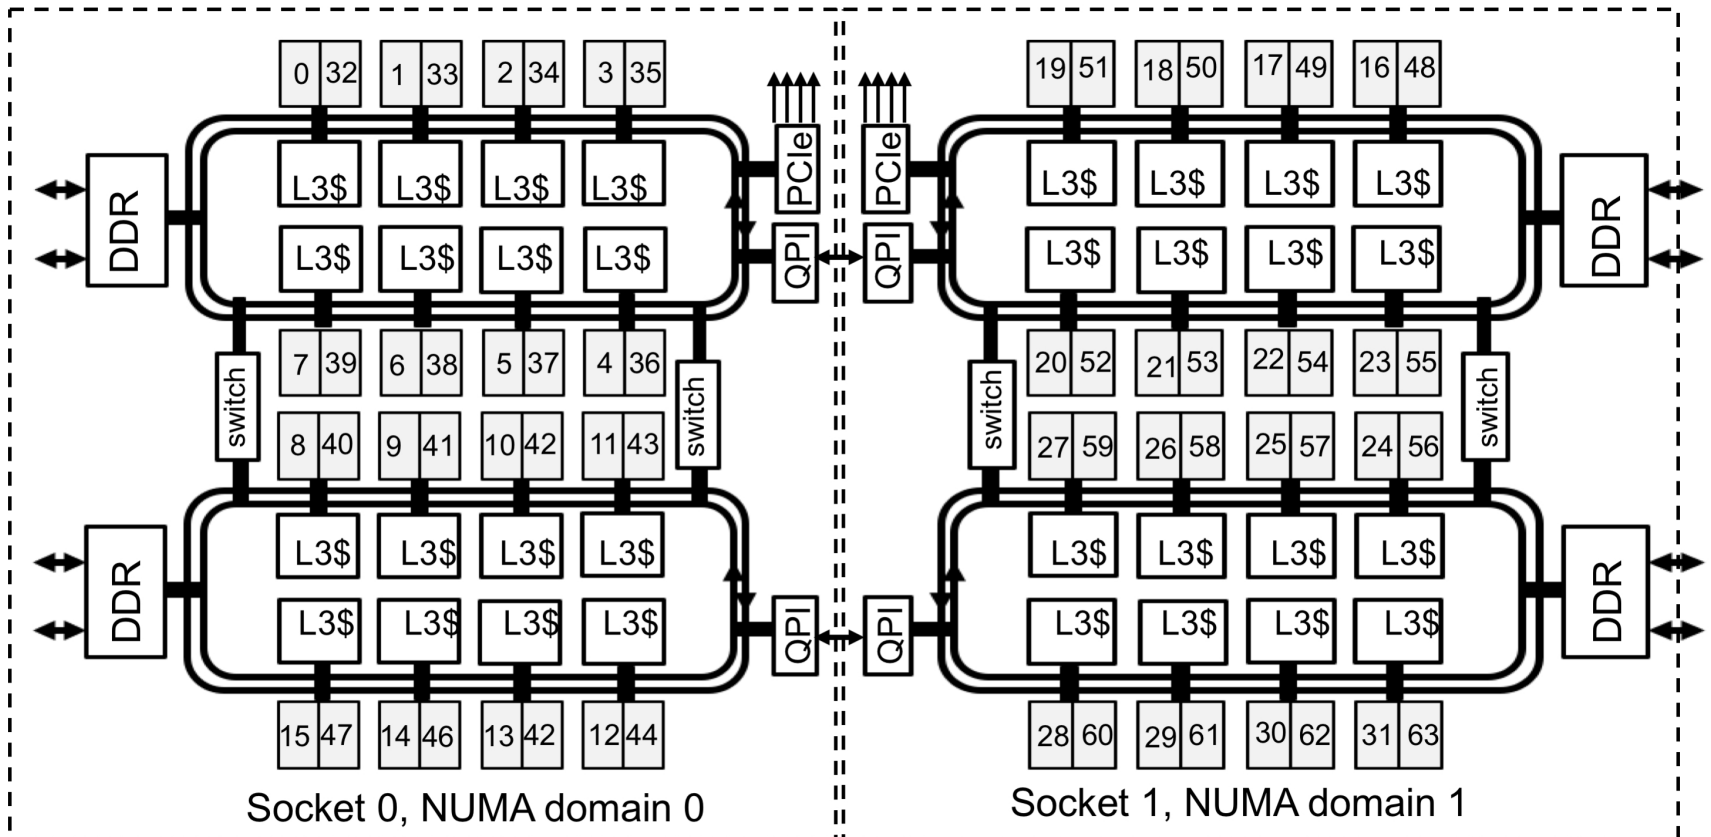 0 32 1 33 2 34 3 35
19 51 18 50 17 49 16 48
DDR
L3$ L3$ L3$ L3$
PCIe
PCIe
L3$ L3$ L3$ L3$
DDR
L3$ L3$ L3$ L3$
QPI
QPI
L3$ L3$ L3$ L3$
switch
7 39 6 38 5 37 4 36
switch
switch
20 52 21 53 22 54 23 55
switch
8 40 9 41 10 42 11 43
27 59 26 58 25 57 24 56
DDR
L3$ L3$ L3$ L3$
L3$ L3$ L3$ L3$
DDR
L3$ L3$ L3$ L3$
QPI
QPI
L3$ L3$ L3$ L3$
15 47 14 46 13 42 12 44
28 60 29 61 30 62 31 63
Socket 0, NUMA domain 0
Socket 1, NUMA domain 1